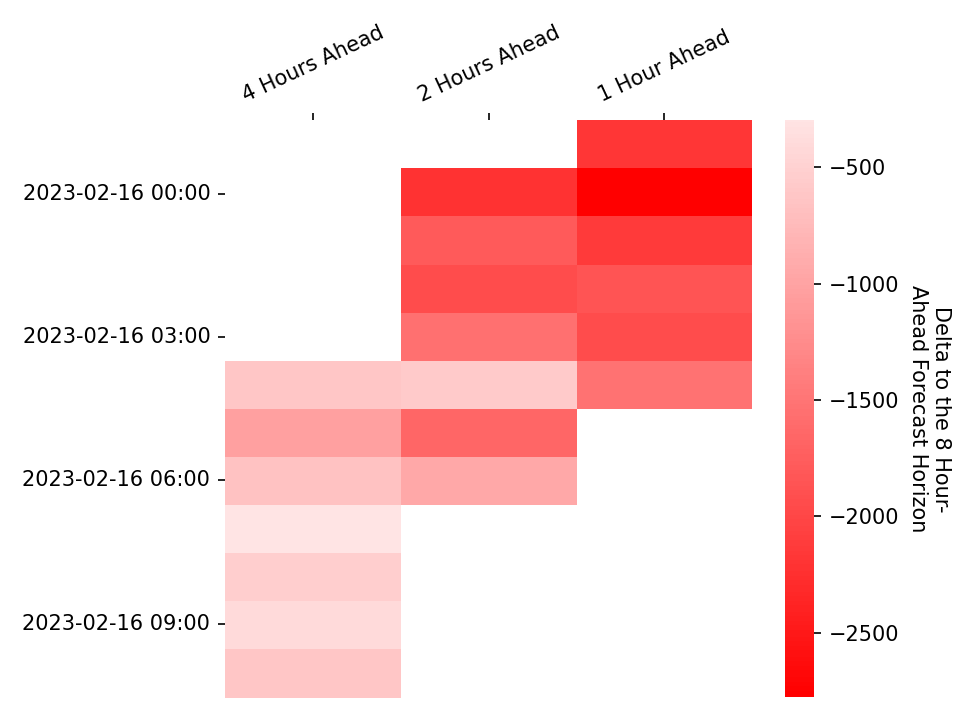 4 Hours Ahead
2 Hours Ahead
1 Hour Ahead
2023-02-16 00:00
2023-02-16 03:00
2023-02-16 06:00
2023-02-16 09:00
−500
−1000
−1500
−2000
−2500
Delta to the 8 Hour-
Ahead Forecast Horizon